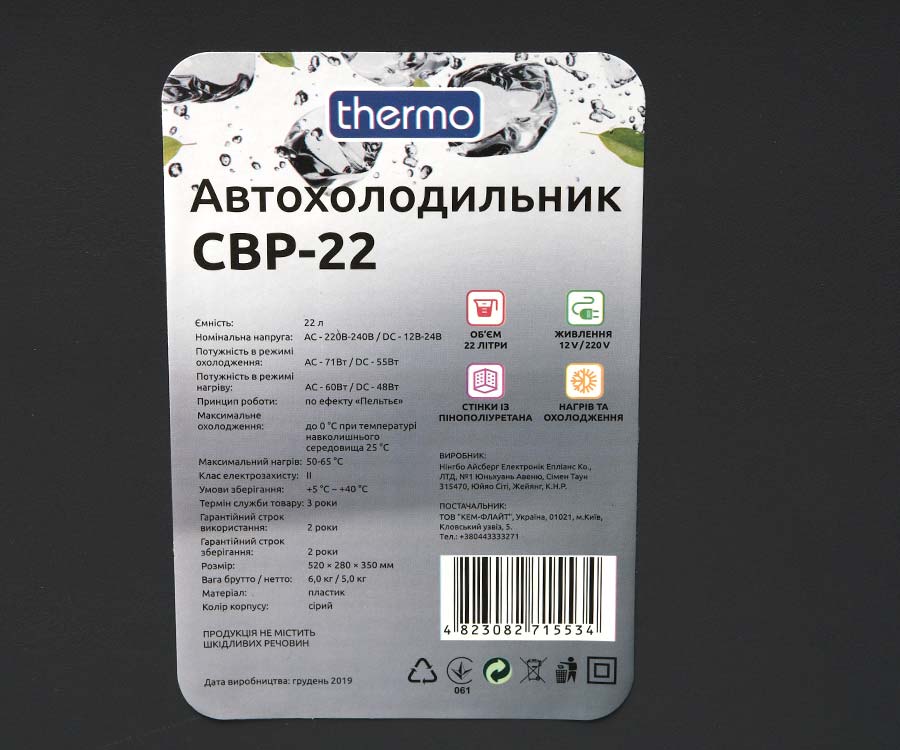 thermo
Автохолодильник
СВР-22
Ємність: 22 л
Номінальна напруга: AC - 220В-240В / DC - 12В-24В
Потужність в режимі
охолодження: AC - 71Вт / DC - 55Вт
Потужність в режимі
нагріву: AC - 60Вт / DC - 48Вт
Принцип роботи: по ефекту «Пельтьє»
Максимальне
охолодження: до 0 °C при температурі
навколишнього
середовища 25 °C
Максимальний нагрів: 50-65 °C
Клас електрозахисту: II
Умови зберігання: +5 °C – +40 °C
Термін служби товару: 3 роки
Гарантійний строк
використання: 2 роки
Гарантійний строк
зберігання: 2 роки
Розмір: 520 × 280 × 350 мм
Вага брутто / нетто: 6,0 кг / 5,0 кг
Матеріал: пластик
Колір корпусу: сірий
ПРОДУКЦІЯ НЕ МІСТИТЬ
ШКІДЛИВИХ РЕЧОВИН
Дата виробництва: грудень 2019
ОБ'ЄМ
22 ЛІТРИ
ЖИВЛЕННЯ
12V/220V
СТІНКИ ІЗ
ПІНОПОЛІУРЕТАНА
НАГРІВ ТА
ОХОЛОДЖЕННЯ
ВИРОБНИК:
Нінгбо Айсберг Електронік Епліанс Ко.,
ЛТД, №1 Юньхуань Авеню, Сімен Таун
315470, Юйяо Сіті, Жейянг, К.Н.Р.
ПОСТАЧАЛЬНИК:
ТОВ "КЕМ-ФЛАЙТ", Україна, 01021, м.Київ,
Кловський узвіз, 5.
Тел.: +380443333271
4 823082 715534
061